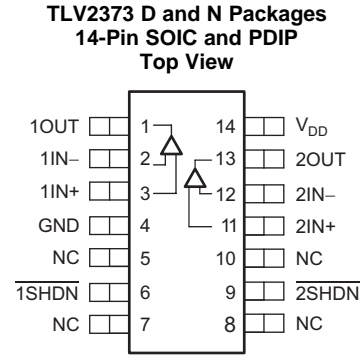 TLV2373 D and N Packages
14-Pin SOIC and PDIP
Top View
1OUT 1 14 VDD
1IN− 2 13 2OUT
1IN+ 3 12 2IN−
GND 4 11 2IN+
NC 5 10 NC
1SHDN 6 9 2SHDN
NC 7 8 NC